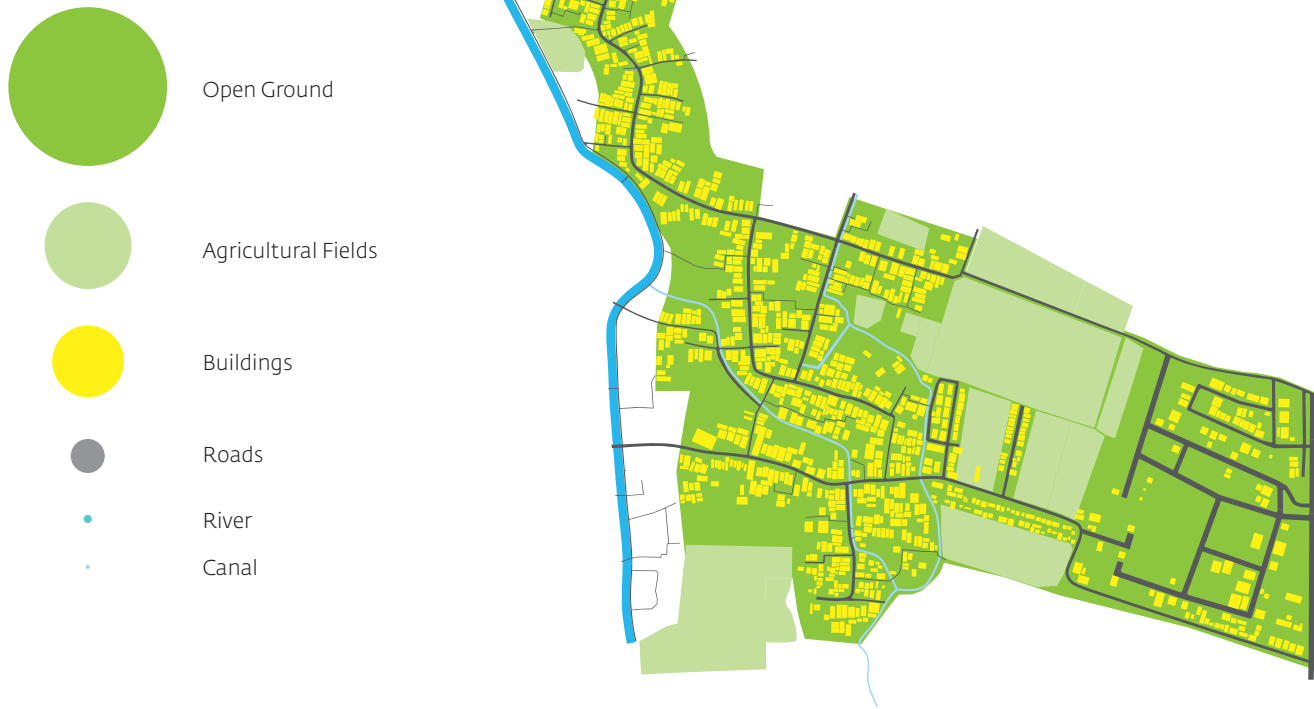 Open Ground
Agricultural Fields
Buildings
Roads
River
Canal